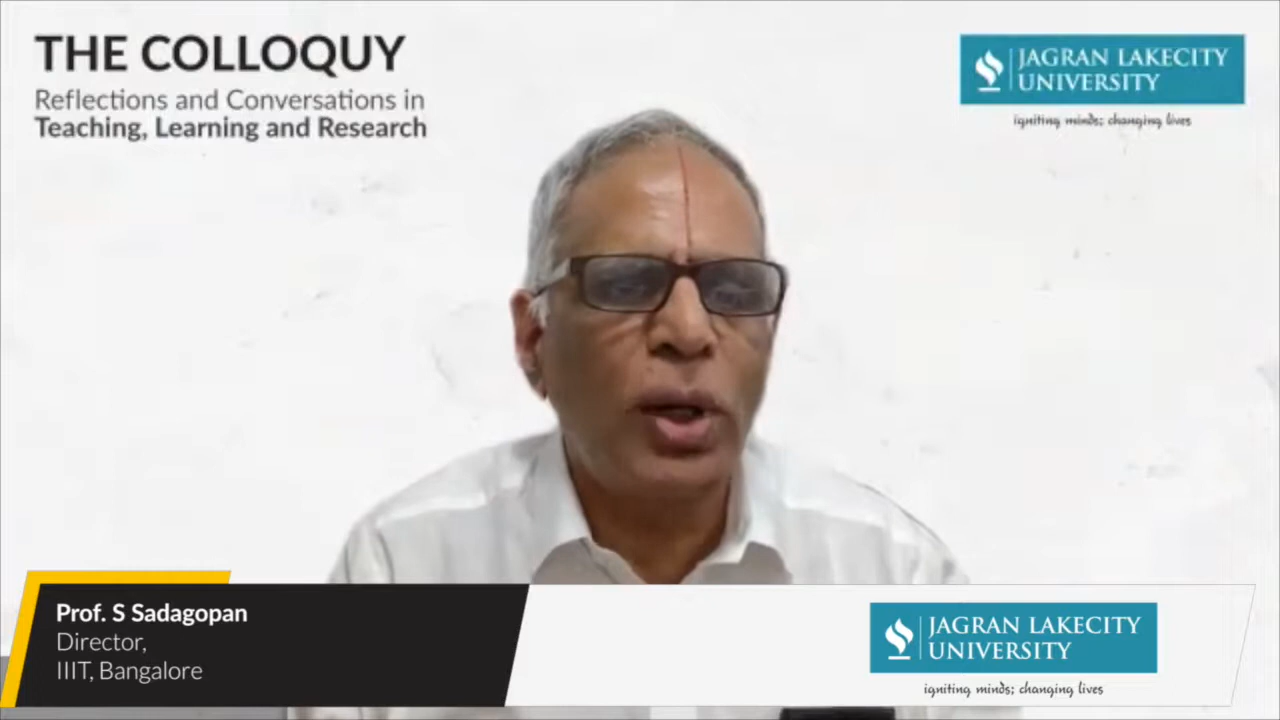 THE COLLOQUY
Reflections and Conversations in
Teaching, Learning and Research
JAGRAN LAKECITY
UNIVERSITY
igniting minds; changing lives
Prof. S Sadagopan
Director,
IIIT, Bangalore
JAGRAN LAKECITY
UNIVERSITY
igniting minds; changing lives